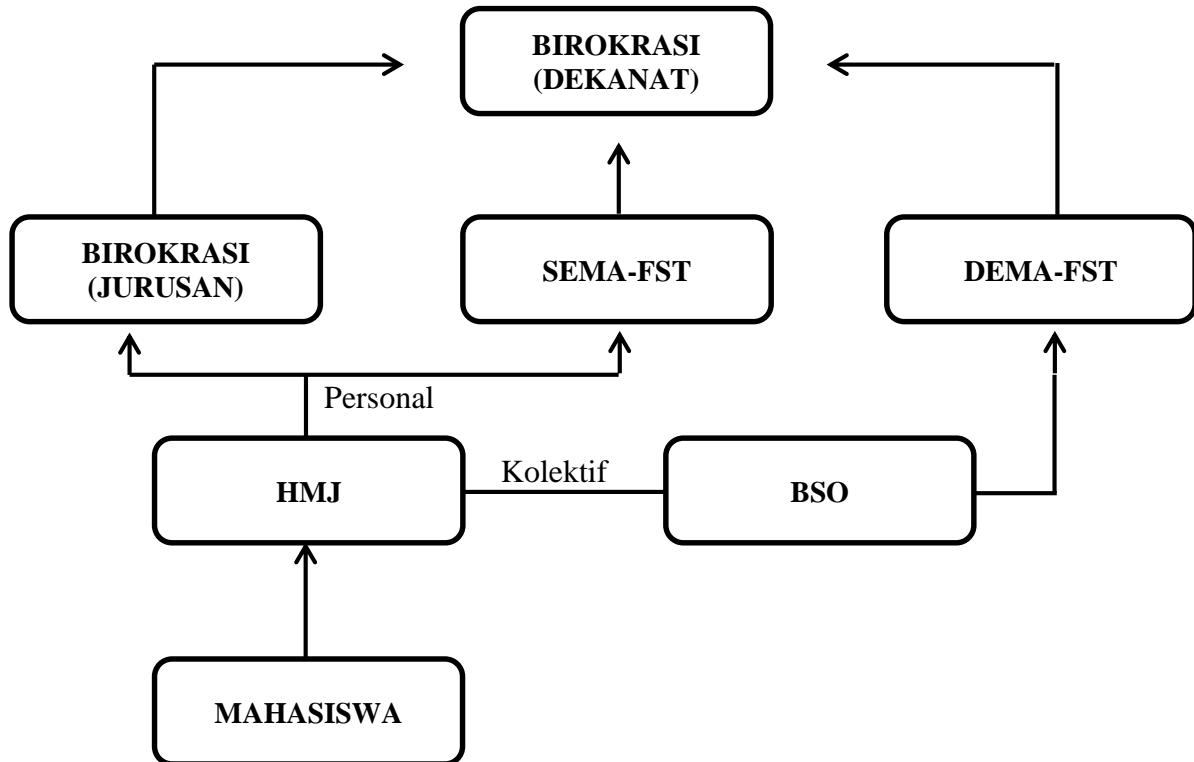 BIROKRASI
(DEKANAT)
BIROKRASI
(JURUSAN)
SEMA-FST
DEMA-FST
Personal
HMJ
Kolektif
BSO
MAHASISWA